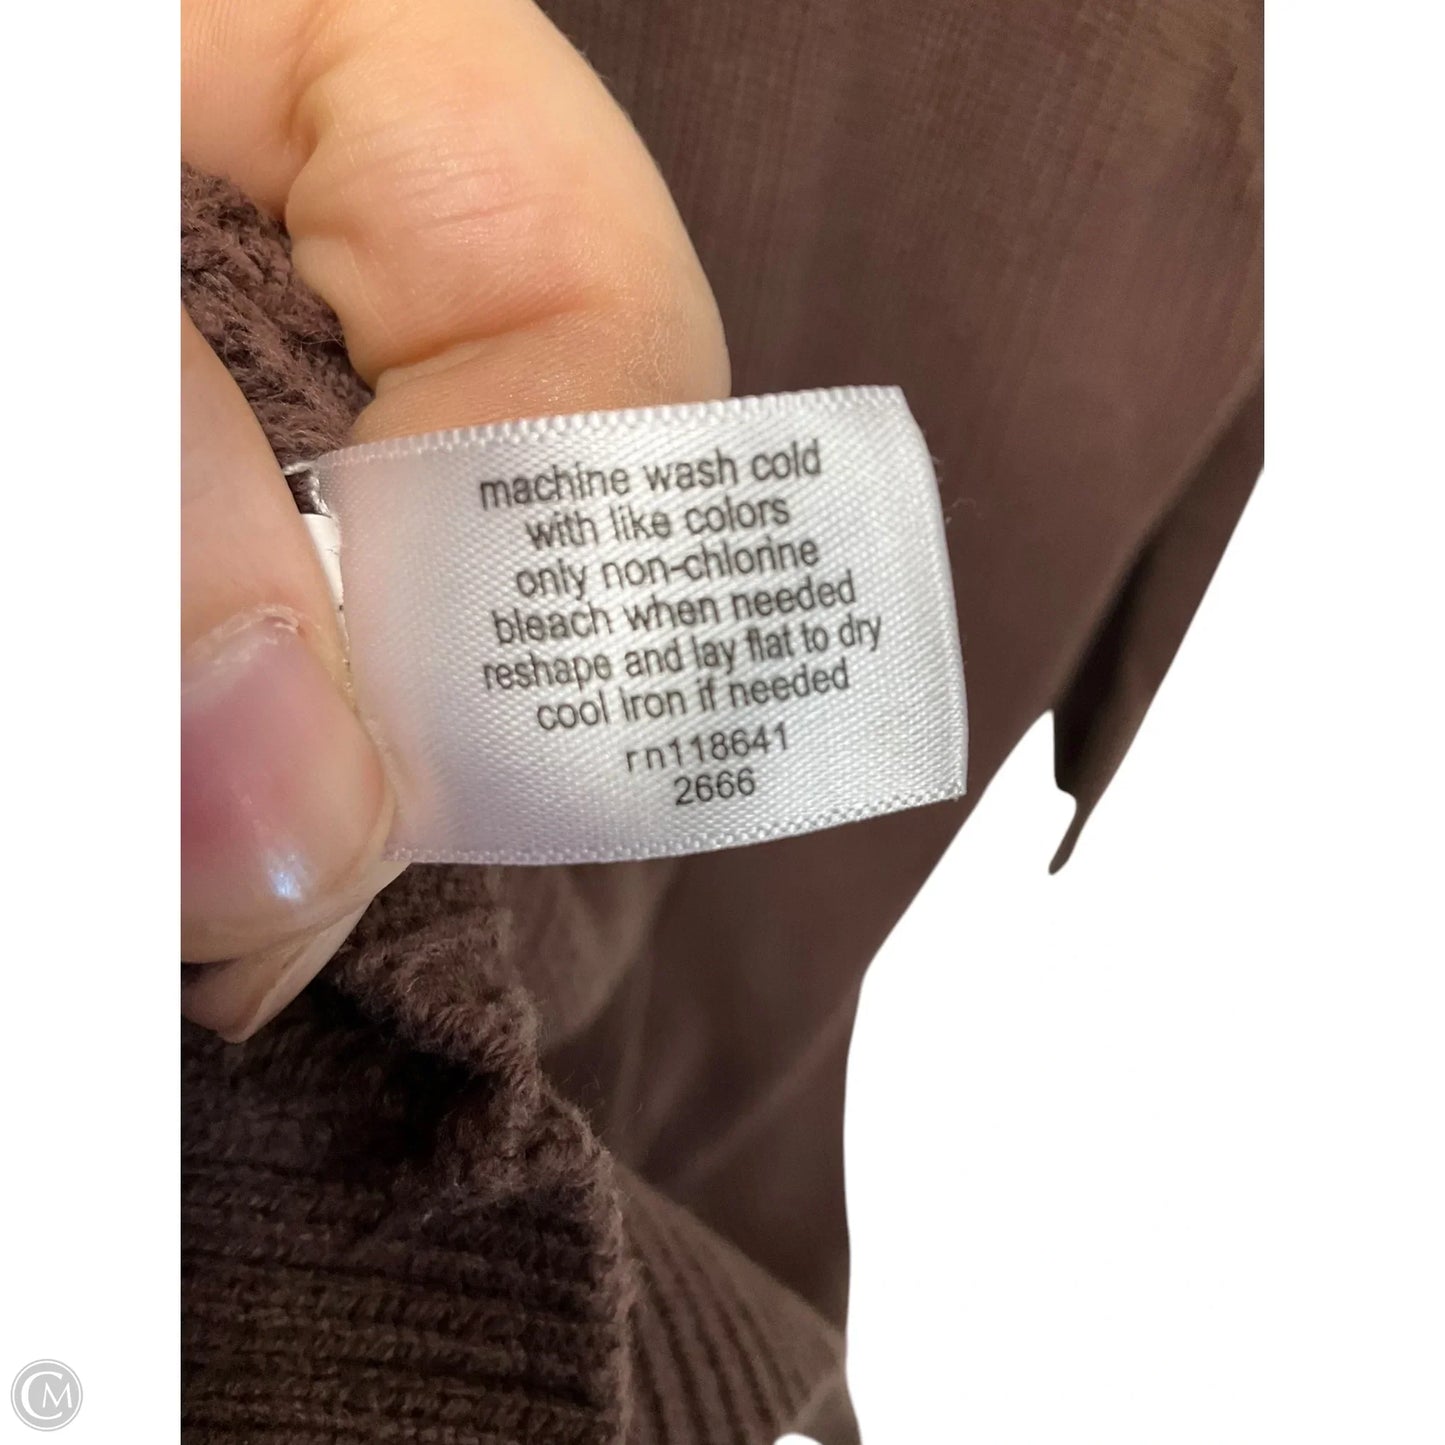 machine wash cold
with like colors
only non-chlorine
bleach when needed
reshape and lay flat to dry
cool iron if needed
rn118641
2666
CM